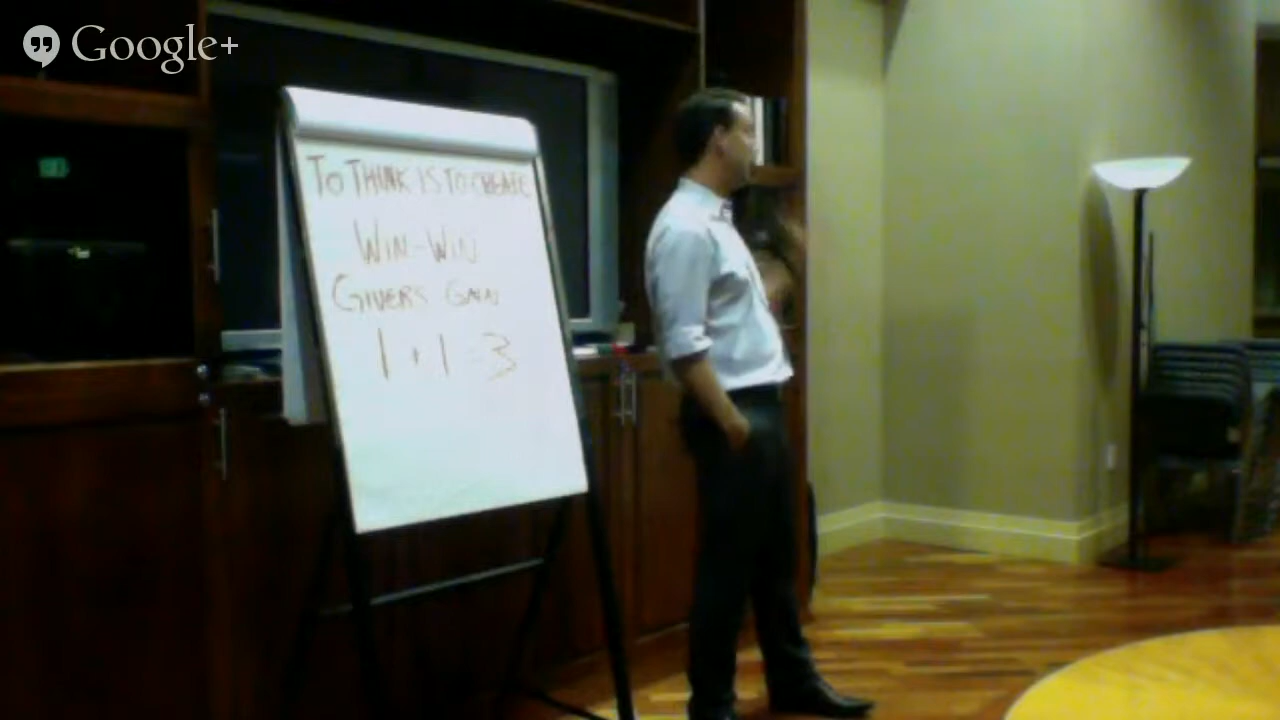 Google+
TO THINK IS TO CREATE
WIN-WIN
GIVERS GAIN
1 + 1 = 3